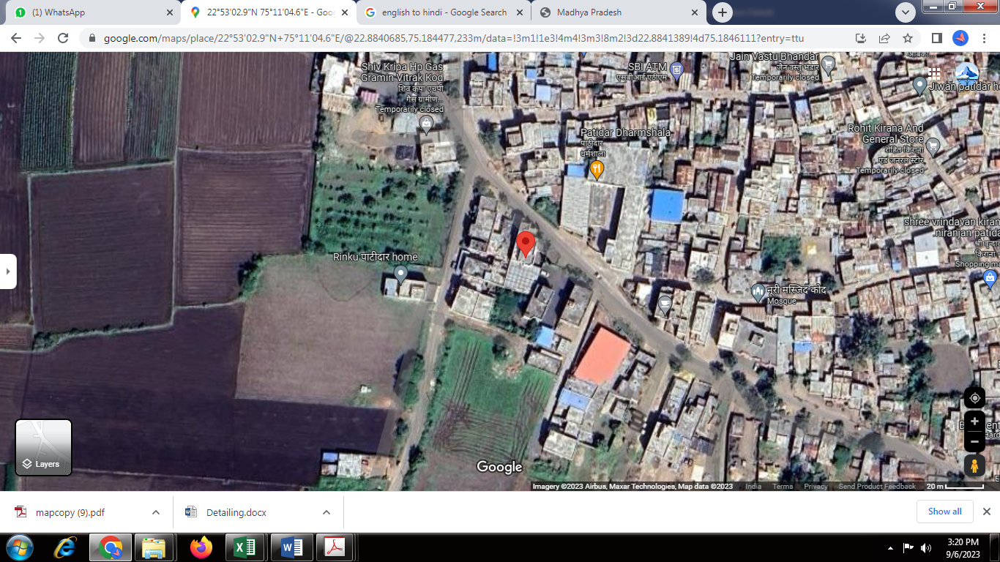 (1) WhatsApp
22°53'02.9"N 75°11'04.6"E - Goo
english to hindi - Google Search
Madhya Pradesh
google.com/maps/place/22°53'02.9"N+75°11'04.6"E/@22.8840685,75.184477,233m/data=!3m1!1e3!4m4!3m3!8m2!3d22.8841389!4d75.1846111?entry=ttu
Shiv Kripa Hp Gas
Gramin Vitrak Kod
शिव कृपा एचपी
गैस ग्रामीण...
Temporarily closed
SBI ATM
एसबीआई एटीएम
Jain Vastu Bhandar
जैन वस्तु भंडार
Temporarily closed
Jiwan patidar ho
Patidar Dharmshala
पाटीदार
धर्मशाला
Rohit Kirana And
General Store
रोहित किराना
एंड जनरल स्टोर
Temporarily closed
shree vrindavan kiran
.niranjan patida
Shopping m
Rinku पाटीदार home
नूरी मस्जिद कोद
Mosque
Layers
Google
Imagery ©2023 Airbus, Maxar Technologies, Map data ©2023
India
Terms
Privacy
Send Product Feedback
20 m
mapcopy (9).pdf
Detailing.docx
Show all
3:20 PM
9/6/2023